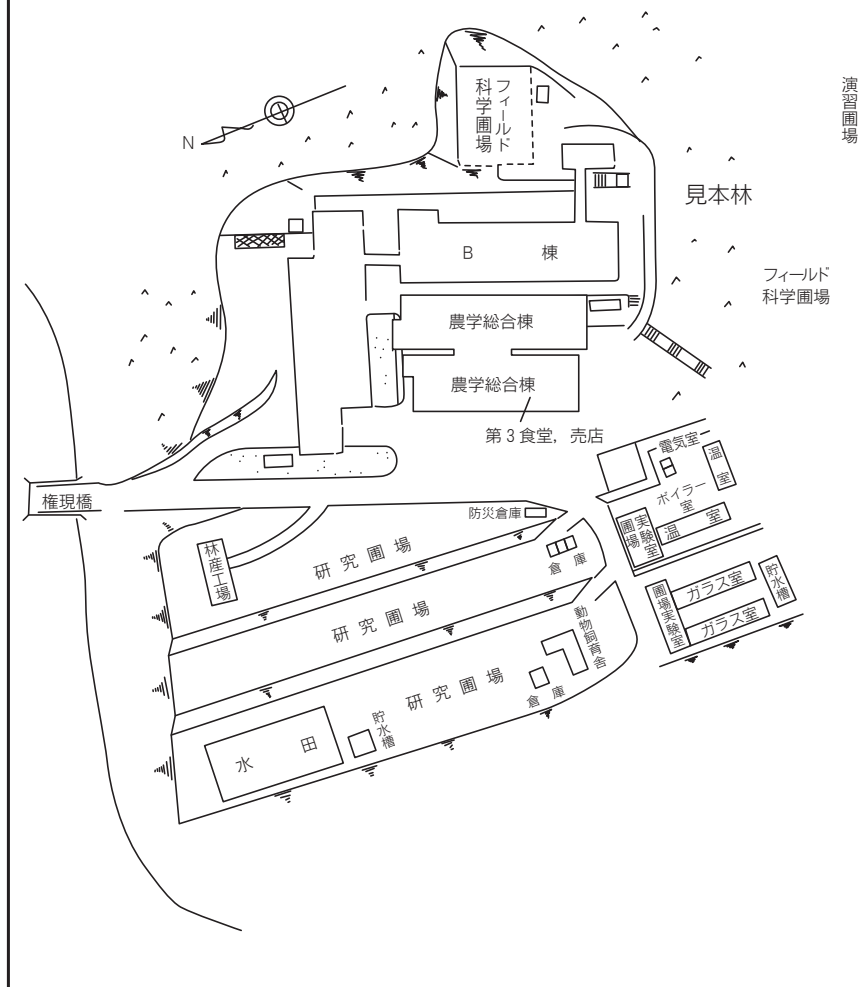 演習圃場
フィールド
科学圃場
N
見本林
B 棟
フィールド
科学圃場
農学総合棟
農学総合棟
第3食堂，売店
電気室
温室
ボイラー室
権現橋
防災倉庫
圃場
実験室
温室
林産工場
研究圃場
倉庫
ガラス室
貯水槽
圃場実験室
ガラス室
研究圃場
動物飼育舎
研究圃場
倉庫
貯水槽
水田